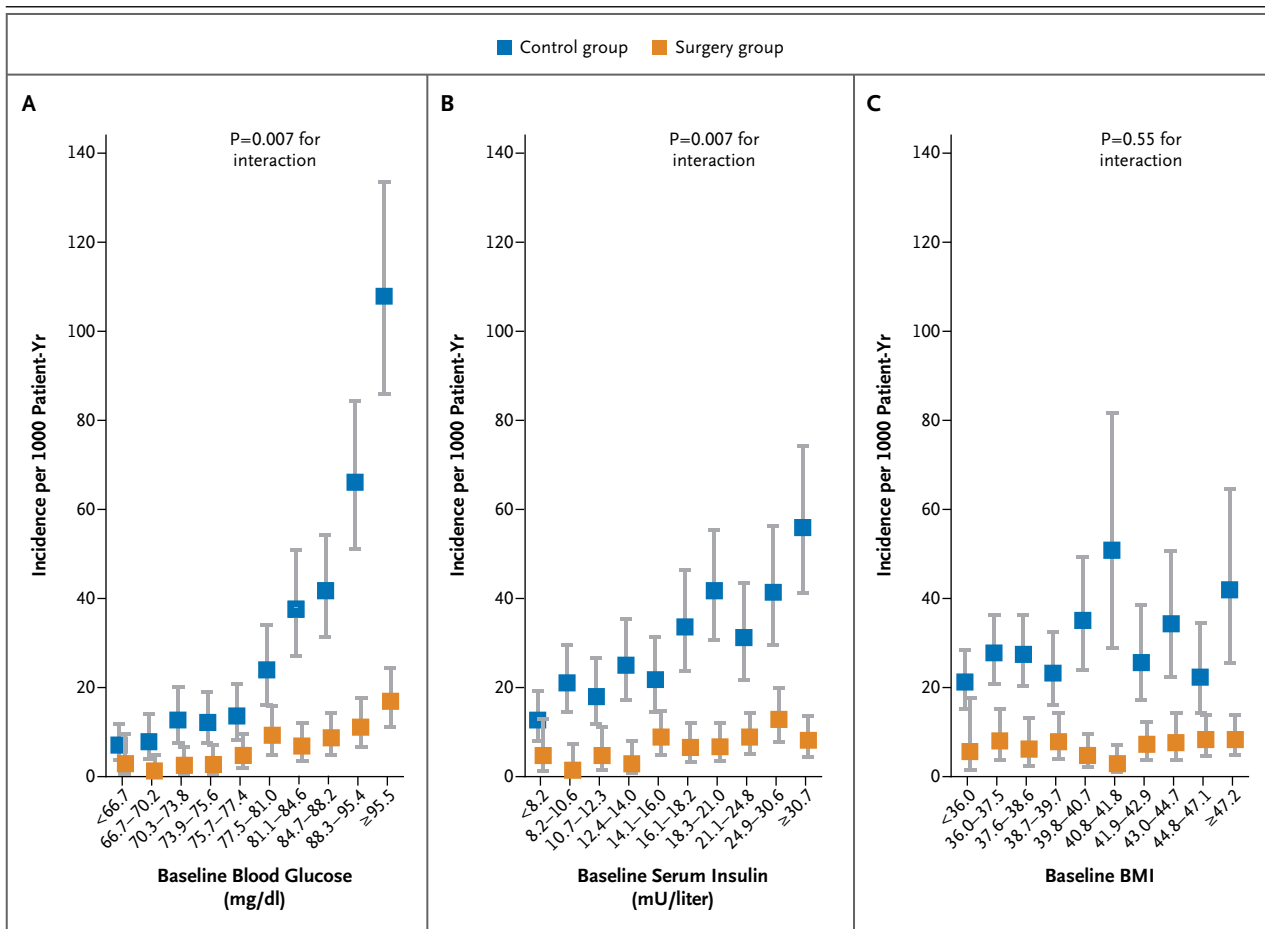 Control group
Surgery group
A
P=0.007 for
interaction
Incidence per 1000 Patient-Yr
140
120
100
80
60
40
20
0
<66.7
66.7–70.2
70.3–73.8
73.9–75.6
75.7–77.4
77.5–81.0
81.1–84.6
84.7–88.2
88.3–95.4
≥95.5
Baseline Blood Glucose
(mg/dl)
B
P=0.007 for
interaction
Incidence per 1000 Patient-Yr
140
120
100
80
60
40
20
0
<8.2
8.2–10.6
10.7–12.3
12.4–14.0
14.1–16.0
16.1–18.2
18.3–21.0
21.1–24.8
24.9–30.6
≥30.7
Baseline Serum Insulin
(mU/liter)
C
P=0.55 for
interaction
Incidence per 1000 Patient-Yr
140
120
100
80
60
40
20
0
<36.0
36.0–37.5
37.6–38.6
38.7–39.7
39.8–40.7
40.8–41.8
41.9–42.9
43.0–44.7
44.8–47.1
≥47.2
Baseline BMI